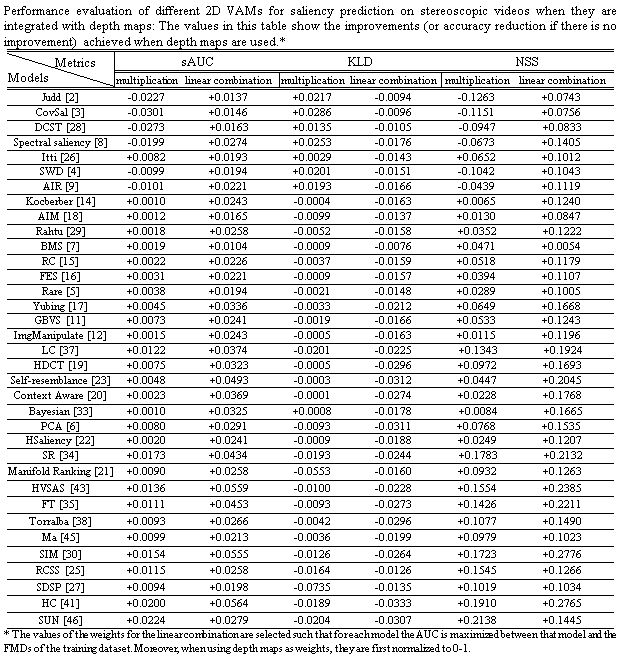 Performance evaluation of different 2D VAMs for saliency prediction on stereoscopic videos when they are
integrated with depth maps: The values in this table show the improvements (or accuracy reduction if there is no
improvement) achieved when depth maps are used.*
Metrics sAUC KLD NSS
Models multiplication linear combination multiplication linear combination multiplication linear combination
Judd [2] -0.0227 +0.0137 +0.0217 -0.0094 -0.1263 +0.0743
CovSal [3] -0.0301 +0.0146 +0.0286 -0.0096 -0.1151 +0.0756
DCST [28] -0.0273 +0.0163 +0.0135 -0.0105 -0.0947 +0.0833
Spectral saliency [8] -0.0199 +0.0274 +0.0253 -0.0176 -0.0673 +0.1405
Itti [26] +0.0082 +0.0193 +0.0029 -0.0143 +0.0652 +0.1012
SWD [4] -0.0099 +0.0194 +0.0201 -0.0151 -0.1042 +0.1043
AIR [9] -0.0101 +0.0221 +0.0193 -0.0166 -0.0439 +0.1119
Kocberber [14] +0.0010 +0.0243 -0.0004 -0.0163 +0.0065 +0.1240
AIM [18] +0.0012 +0.0165 -0.0099 -0.0137 +0.0130 +0.0847
Rahtu [29] +0.0018 +0.0258 -0.0052 -0.0158 +0.0352 +0.1222
BMS [7] +0.0019 +0.0104 -0.0009 -0.0076 +0.0471 +0.0054
RC [15] +0.0022 +0.0226 -0.0037 -0.0159 +0.0518 +0.1179
FES [16] +0.0031 +0.0221 -0.0009 -0.0157 +0.0394 +0.1107
Rare [5] +0.0038 +0.0194 -0.0021 -0.0148 +0.0289 +0.1005
Yubing [17] +0.0045 +0.0336 -0.0033 -0.0212 +0.0649 +0.1668
GBVS [11] +0.0073 +0.0241 -0.0019 -0.0166 +0.0533 +0.1243
ImgManipulate [12] +0.0015 +0.0243 -0.0005 -0.0163 +0.0115 +0.1196
LC [37] +0.0122 +0.0374 -0.0201 -0.0225 +0.1343 +0.1924
HDCT [19] +0.0075 +0.0323 -0.0005 -0.0296 +0.0972 +0.1693
Self-resemblance [23] +0.0048 +0.0493 -0.0003 -0.0312 +0.0447 +0.2045
Context Aware [20] +0.0023 +0.0369 -0.0001 -0.0274 +0.0228 +0.1768
Bayesian [33] +0.0010 +0.0325 +0.0008 -0.0178 +0.0084 +0.1665
PCA [6] +0.0080 +0.0291 -0.0093 -0.0311 +0.0768 +0.1535
HSaliency [22] +0.0020 +0.0241 -0.0009 -0.0188 +0.0249 +0.1207
SR [34] +0.0173 +0.0434 -0.0193 -0.0244 +0.1783 +0.2132
Manifold Ranking [21] +0.0090 +0.0258 -0.0553 -0.0160 +0.0932 +0.1263
HVSAS [43] +0.0136 +0.0559 -0.0100 -0.0228 +0.1554 +0.2385
FT [35] +0.0111 +0.0453 -0.0093 -0.0273 +0.1426 +0.2211
Torralba [38] +0.0093 +0.0266 -0.0042 -0.0296 +0.1077 +0.1490
Ma [45] +0.0099 +0.0213 -0.0036 -0.0199 +0.0979 +0.1023
SIM [30] +0.0154 +0.0555 -0.0126 -0.0264 +0.1723 +0.2776
RCSS [25] +0.0115 +0.0258 -0.0164 -0.0126 +0.1545 +0.1266
SDSP [27] +0.0094 +0.0198 -0.0735 -0.0135 +0.1019 +0.1034
HC [41] +0.0200 +0.0564 -0.0189 -0.0333 +0.1910 +0.2765
SUN [46] +0.0224 +0.0279 -0.0204 -0.0307 +0.2138 +0.1445
* The values of the weights for the linear combination are selected such that for each model the AUC is maximized between that model and the
FMDs of the training dataset. Moreover, when using depth maps as weights, they are first normalized to 0-1.